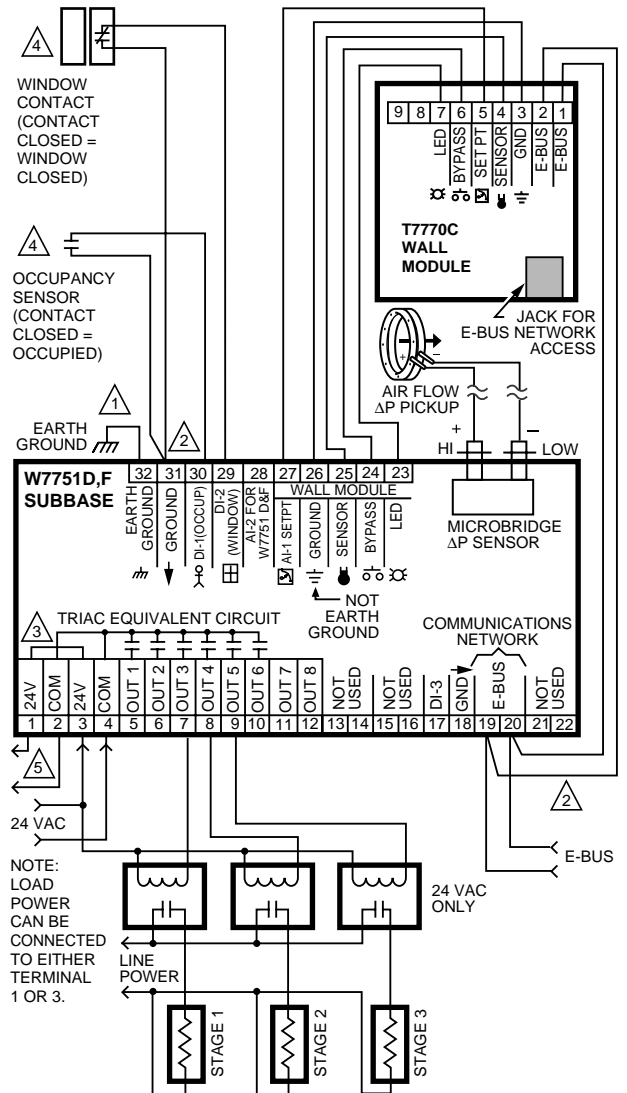 4
WINDOW
CONTACT
(CONTACT
CLOSED =
WINDOW
CLOSED)
4
OCCUPANCY
SENSOR
(CONTACT
CLOSED =
OCCUPIED)
9 8 7 6 5 4 3 2 1
LED
BYPASS
SET PT
SENSOR
GND
E-BUS
E-BUS
T7770C
WALL
MODULE
JACK FOR
E-BUS NETWORK
ACCESS
+ –
AIR FLOW
ΔP PICKUP
+ –
HI LOW
MICROBRIDGE
ΔP SENSOR
1
EARTH
GROUND
2
W7751D,F
SUBBASE
32 31 30 29 28 27 26 25 24 23
EARTH
GROUND
GROUND
DI-1(OCCUP)
DI-2
(WINDOW)
AI-2 FOR
W7751 D&F
WALL MODULE
AI-1 SETPT
GROUND
SENSOR
BYPASS
LED
NOT
EARTH
GROUND
3
TRIAC EQUIVALENT CIRCUIT
COMMUNICATIONS
NETWORK
24V
COM
24V
COM
OUT 1
OUT 2
OUT 3
OUT 4
OUT 5
OUT 6
OUT 7
OUT 8
NOT
USED
NOT
USED
DI-3
GND
E-BUS
NOT
USED
1 2 3 4 5 6 7 8 9 10 11 12 13 14 15 16 17 18 19 20 21 22
5
2
24 VAC
E-BUS
NOTE:
LOAD
POWER
CAN BE
CONNECTED
TO EITHER
TERMINAL
1 OR 3.
24 VAC
ONLY
LINE
POWER
STAGE 1
STAGE 2
STAGE 3